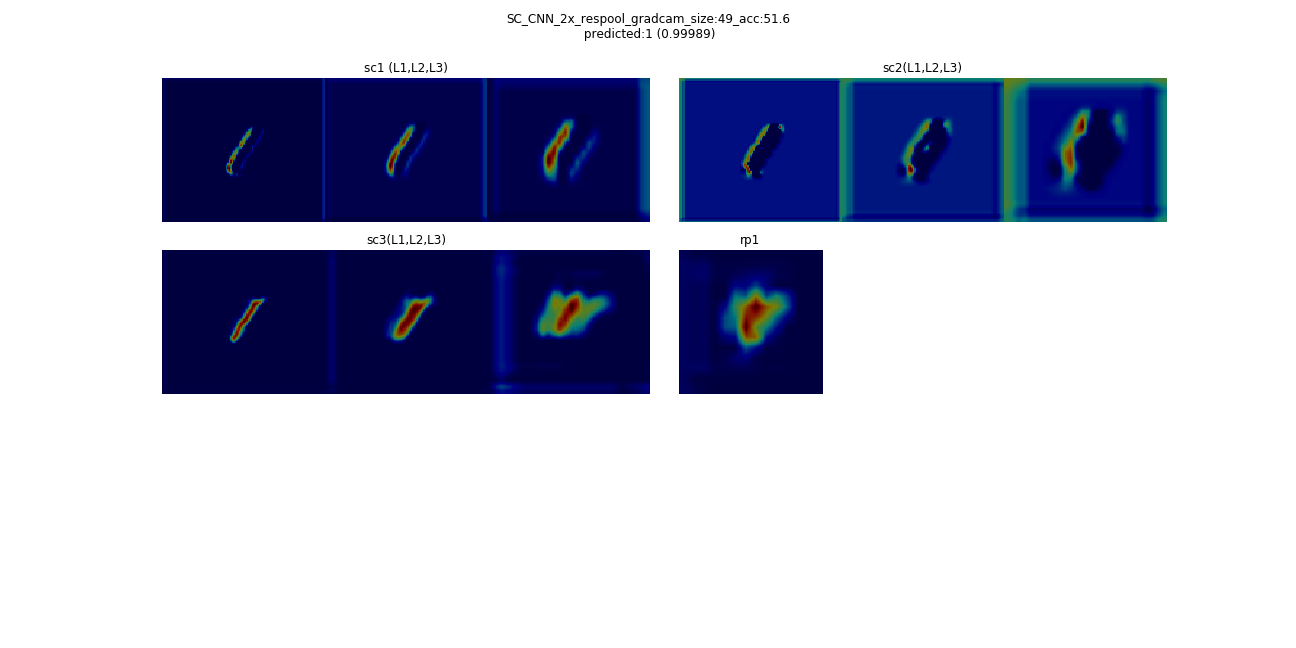 SC_CNN_2x_respool_gradcam_size:49_acc:51.6
predicted:1 (0.99989)
sc1 (L1,L2,L3)
sc2(L1,L2,L3)
sc3(L1,L2,L3)
rp1